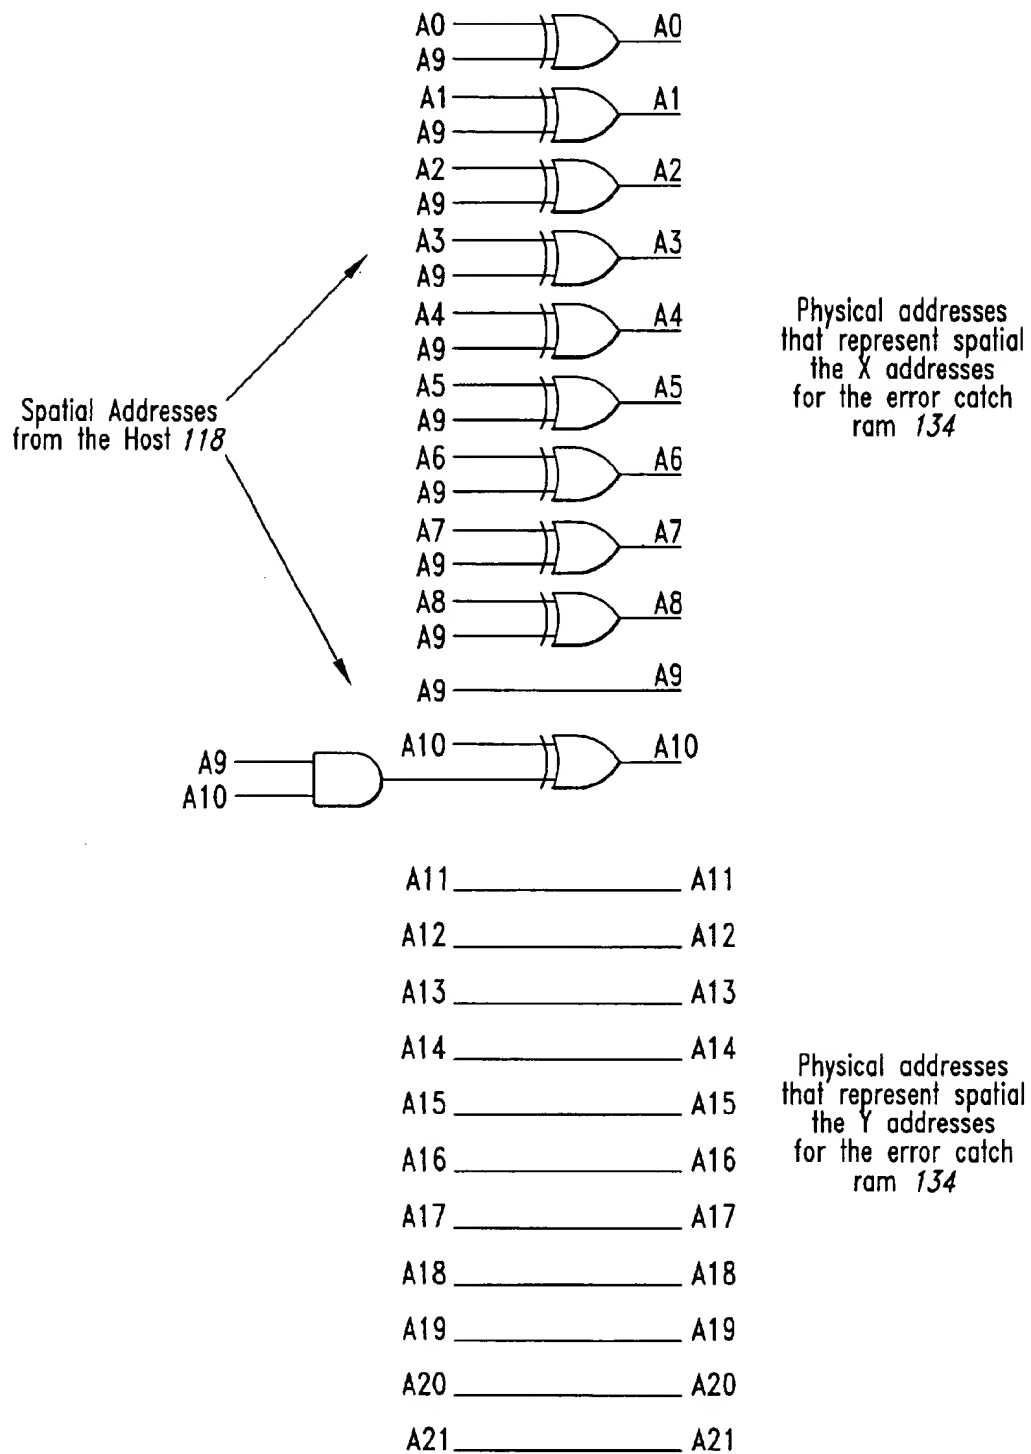 A0 A0
A9
A1 A1
A9
A2 A2
A9
A3 A3
A9
A4 A4
A9
A5 A5
A9
A6 A6
A9
A7 A7
A9
A8 A8
A9
A9 A9
A10 A10
A9
A10
Spatial Addresses
from the Host 118
Physical addresses
that represent spatial
the X addresses
for the error catch
ram 134
A11 A11
A12 A12
A13 A13
A14 A14
A15 A15
A16 A16
A17 A17
A18 A18
A19 A19
A20 A20
A21 A21
Physical addresses
that represent spatial
the Y addresses
for the error catch
ram 134